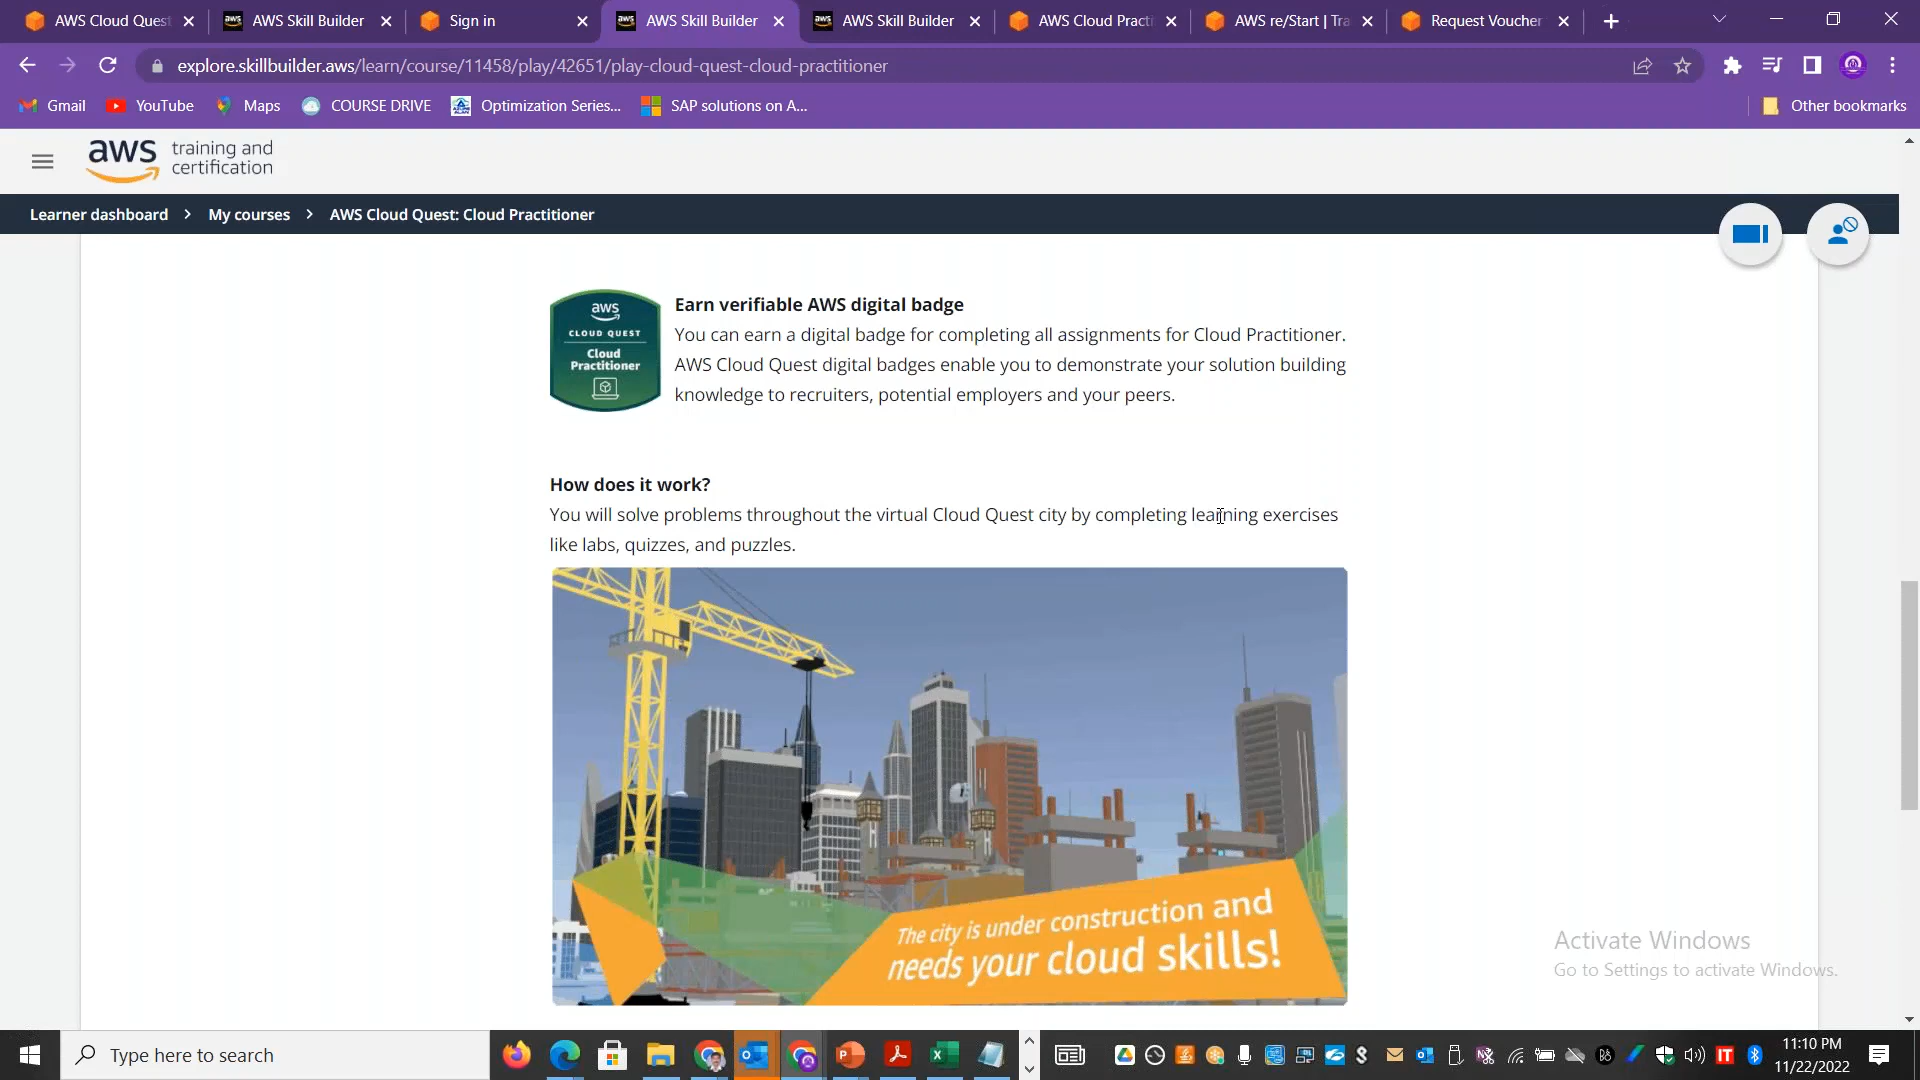 AWS Cloud Quest
AWS Skill Builder
Sign in
AWS Skill Builder
AWS Skill Builder
AWS Cloud Practi
AWS re/Start | Tra
Request Voucher
explore.skillbuilder.aws/learn/course/11458/play/42651/play-cloud-quest-cloud-practitioner
Gmail
YouTube
Maps
COURSE DRIVE
Optimization Series...
SAP solutions on A...
Other bookmarks
aws training and
certification
Learner dashboard > My courses > AWS Cloud Quest: Cloud Practitioner
aws
CLOUD QUEST
Cloud
Practitioner
Earn verifiable AWS digital badge
You can earn a digital badge for completing all assignments for Cloud Practitioner.
AWS Cloud Quest digital badges enable you to demonstrate your solution building
knowledge to recruiters, potential employers and your peers.
How does it work?
You will solve problems throughout the virtual Cloud Quest city by completing learning exercises
like labs, quizzes, and puzzles.
The city is under construction and
needs your cloud skills!
Activate Windows
Go to Settings to activate Windows.
Type here to search
11:10 PM
11/22/2022